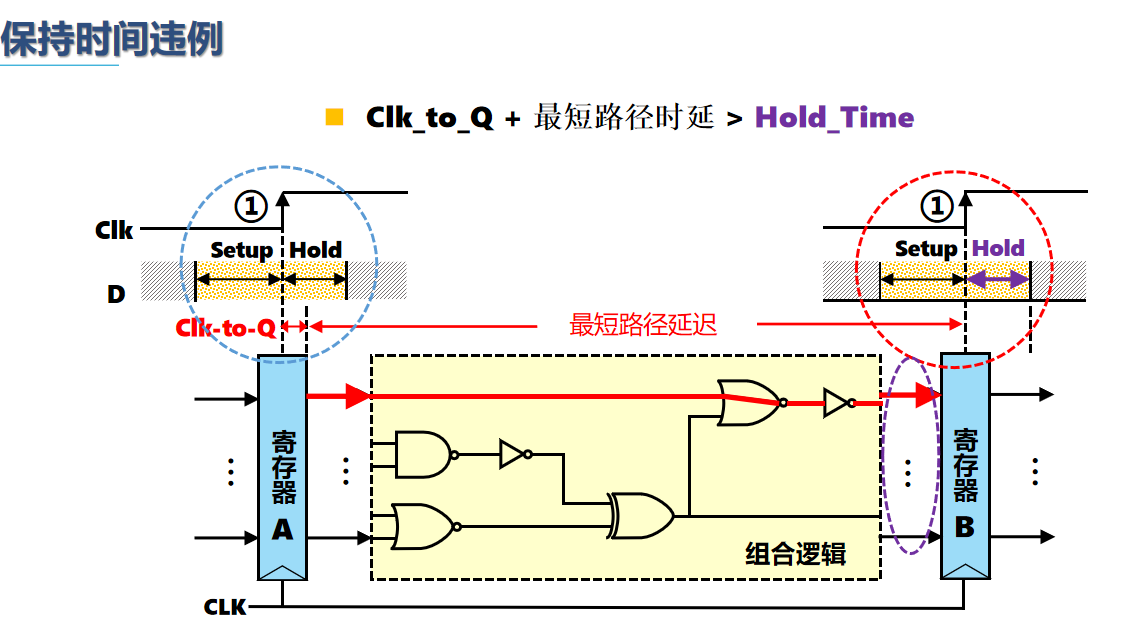 保持时间违例
Clk_to_Q + 最短路径时延 > Hold_Time
① ①
Clk
Setup Hold Setup Hold
D
Clk-to-Q 最短路径延迟
寄存器 A
寄存器 B
组合逻辑
CLK